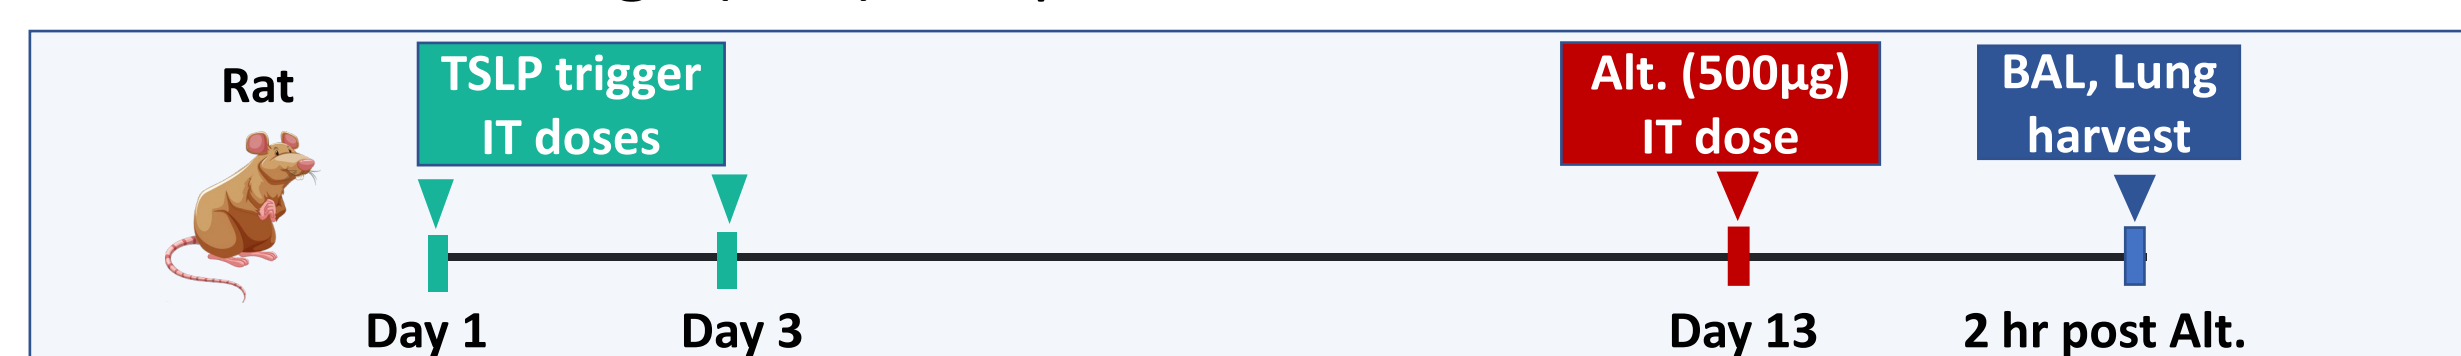 Rat
TSLP trigger
IT doses
Alt. (500µg)
IT dose
BAL, Lung
harvest
Day 1
Day 3
Day 13
2 hr post Alt.